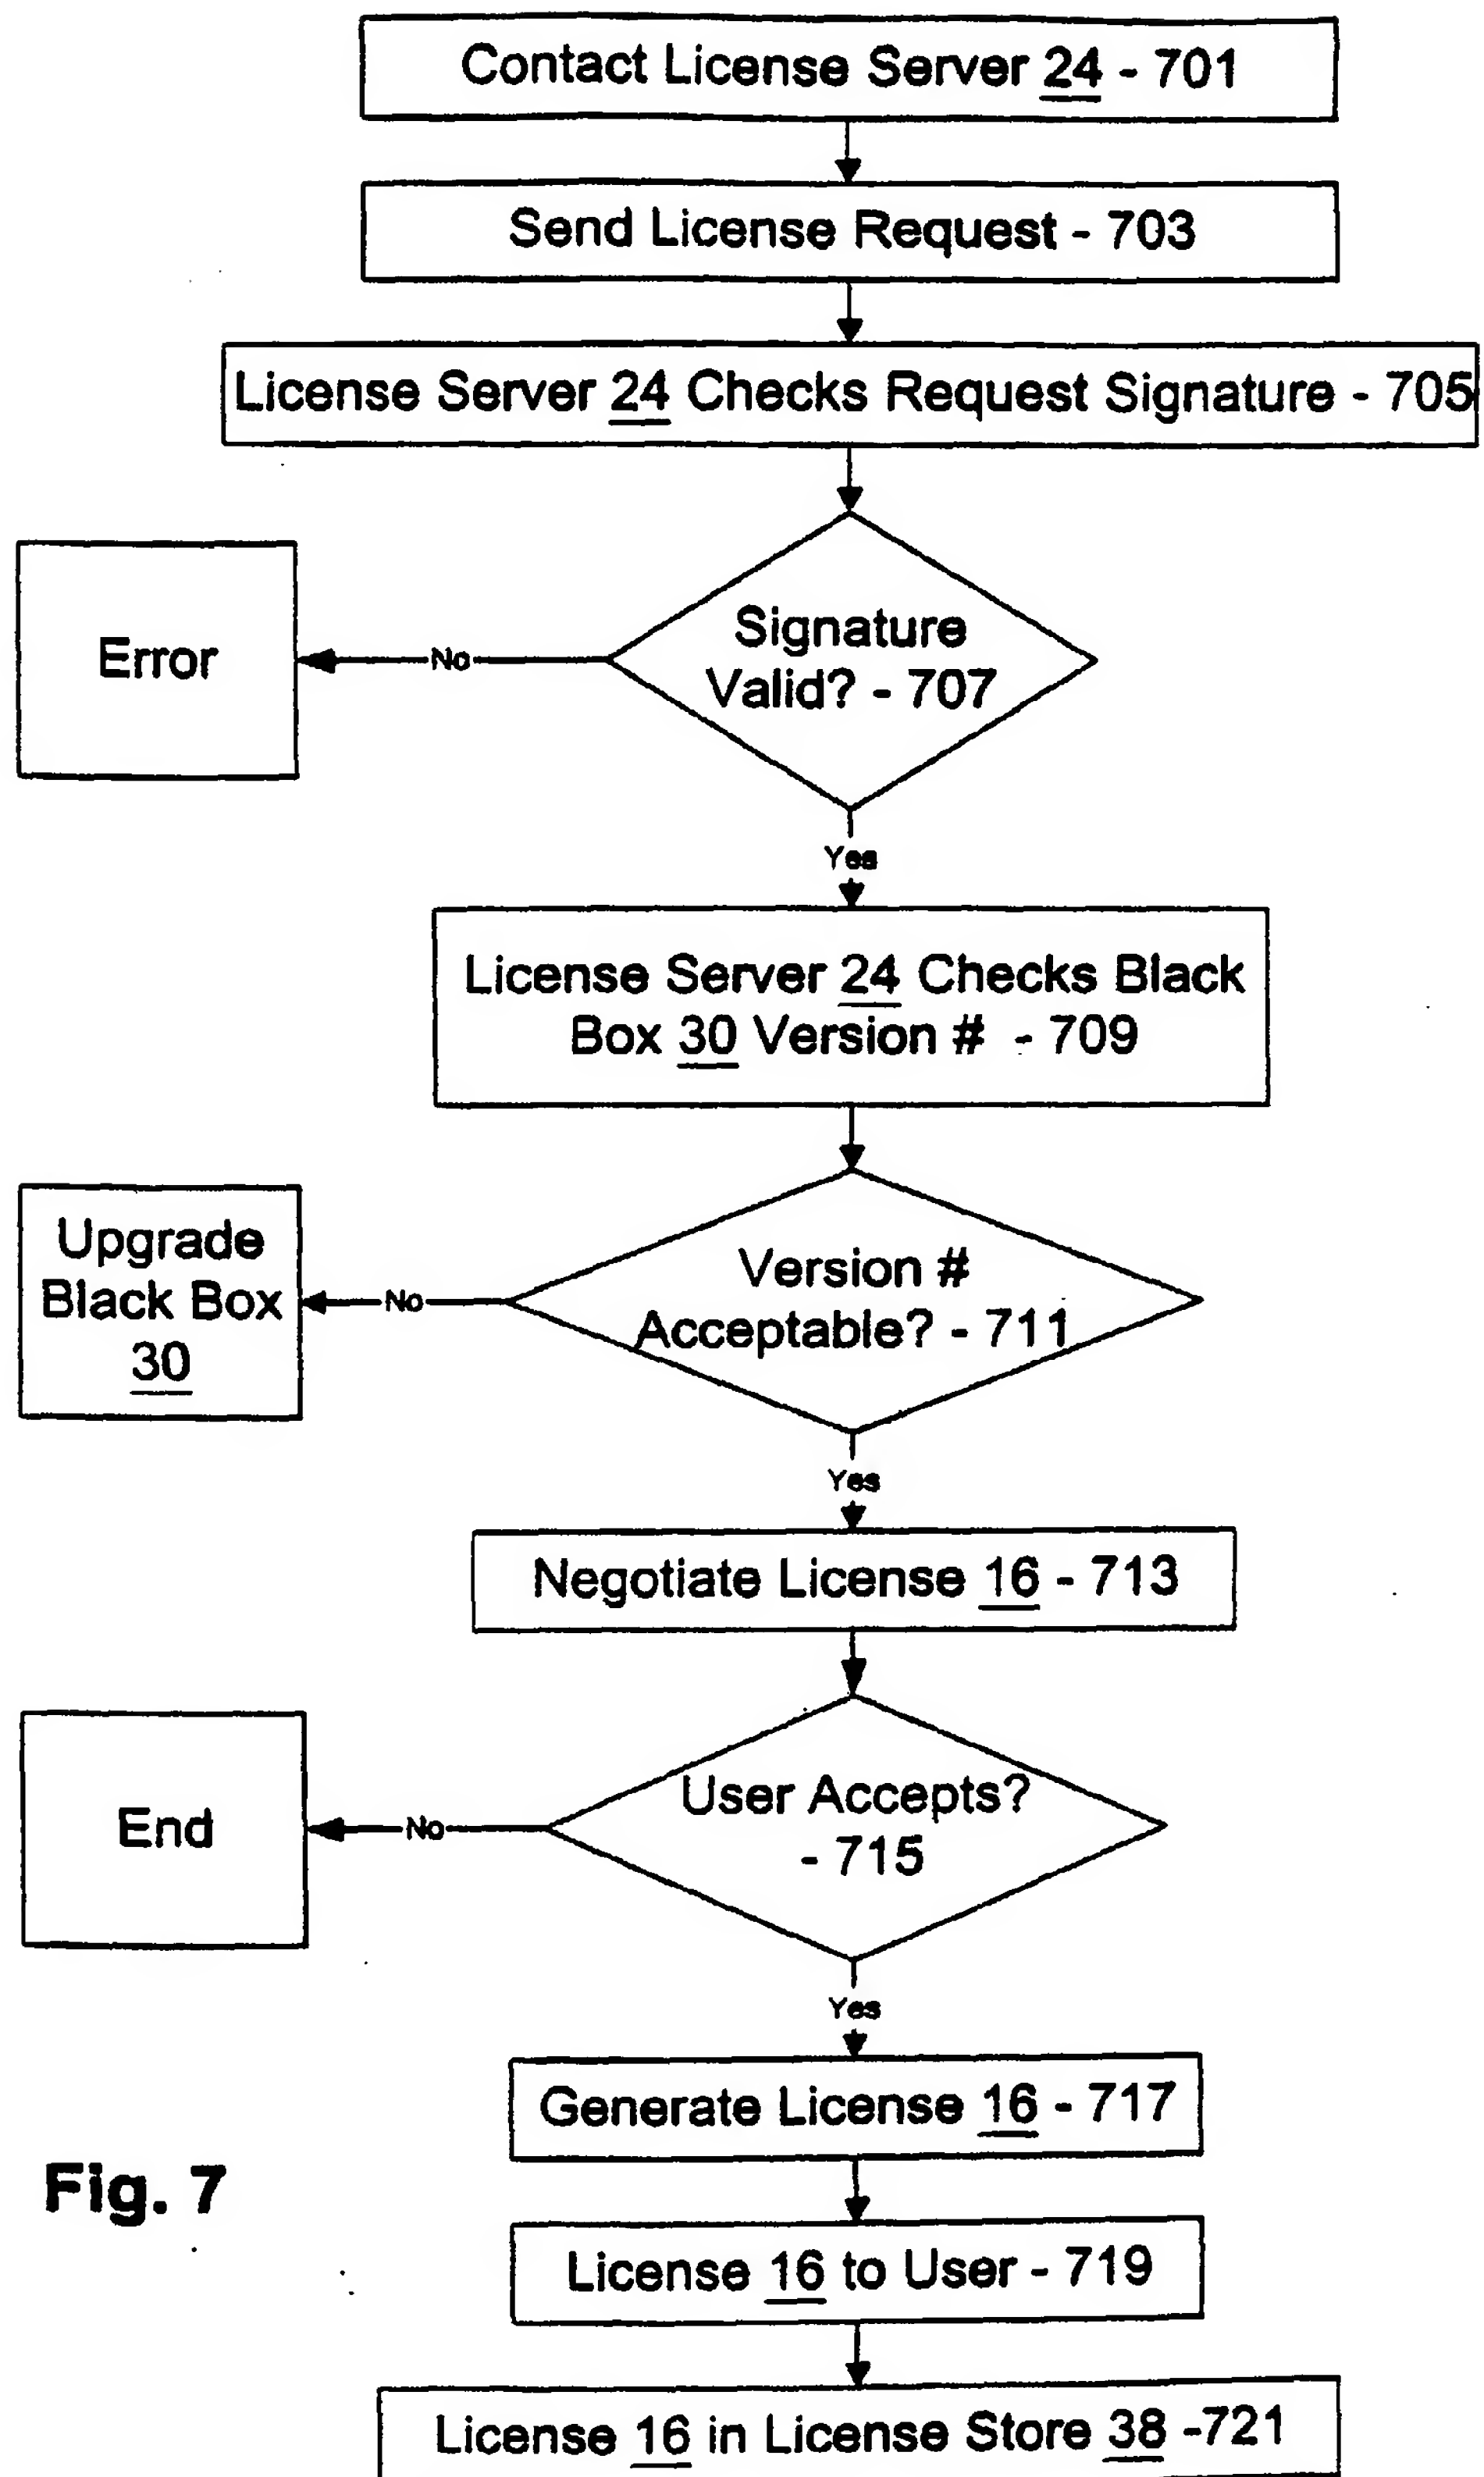 Contact License Server 24 - 701
Send License Request - 703
License Server 24 Checks Request Signature - 705
Signature
Valid? - 707
No
Error
Yes
License Server 24 Checks Black
Box 30 Version # - 709
Version #
Acceptable? - 711
No
Upgrade
Black Box
30
Yes
Negotiate License 16 - 713
User Accepts?
- 715
No
End
Yes
Generate License 16 - 717
Fig. 7
License 16 to User - 719
License 16 in License Store 38 -721